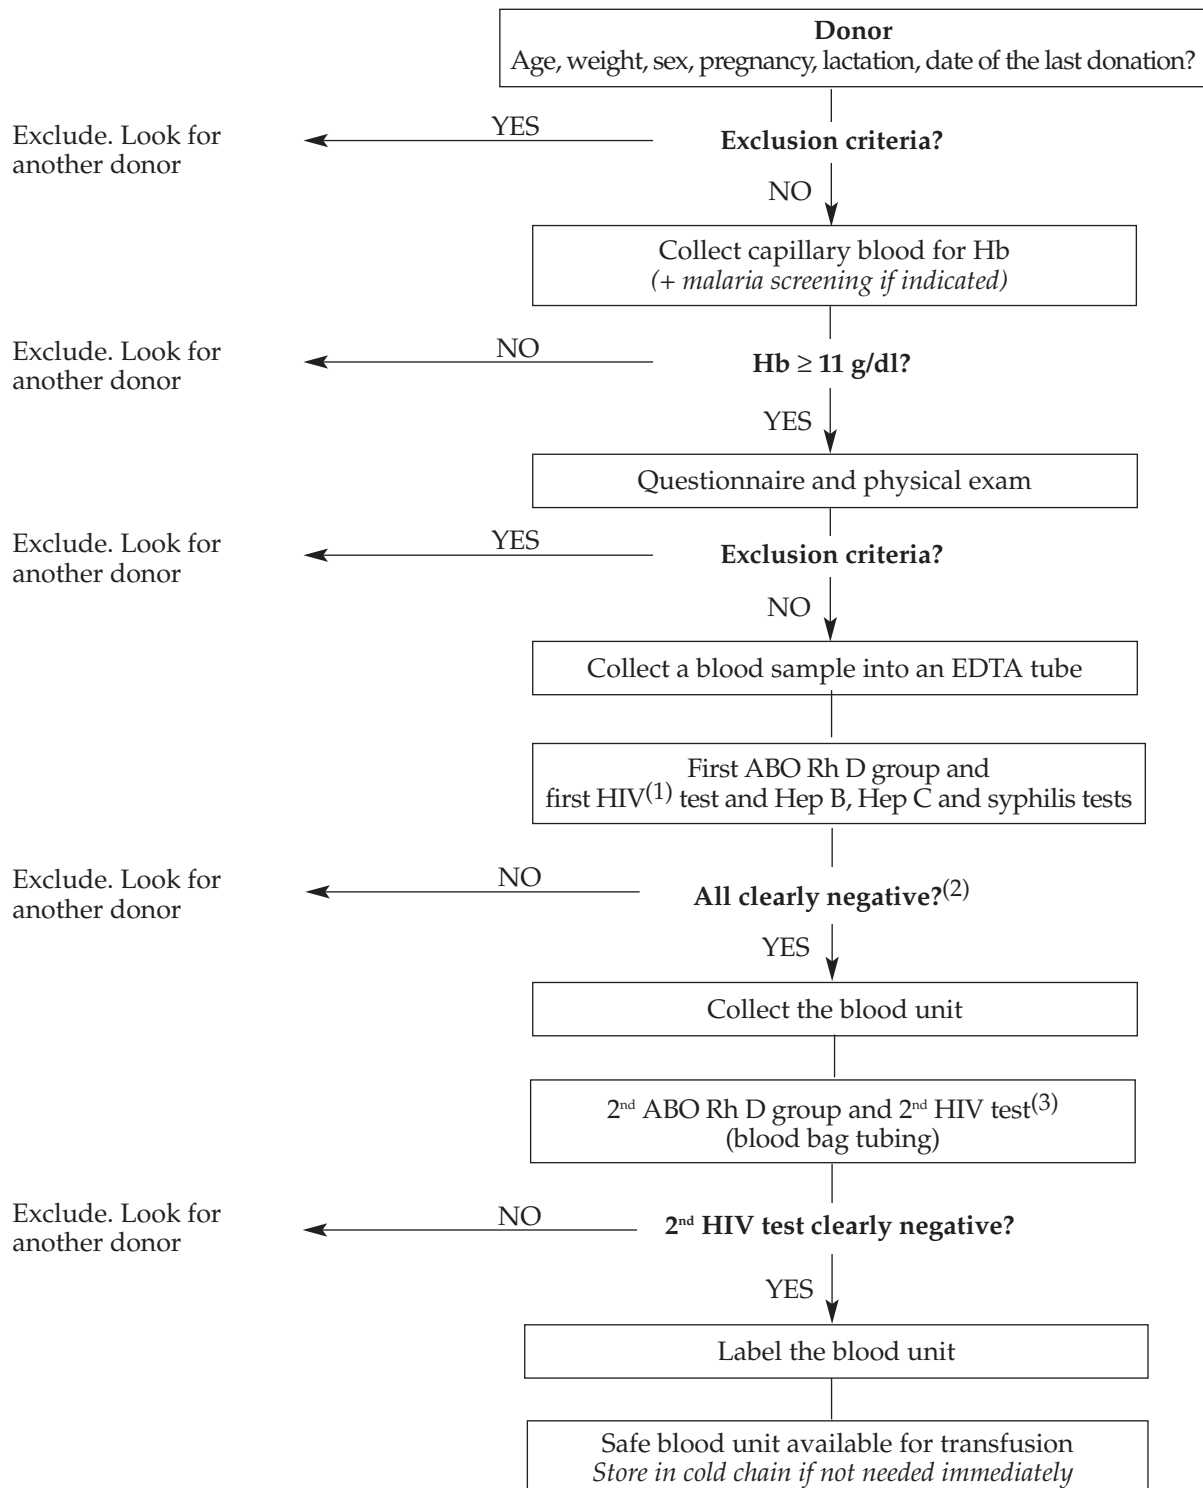 Donor
Age, weight, sex, pregnancy, lactation, date of the last donation?
Exclude. Look for
another donor
YES
Exclusion criteria?
NO
Collect capillary blood for Hb
(+ malaria screening if indicated)
Exclude. Look for
another donor
NO
Hb ≥ 11 g/dl?
YES
Questionnaire and physical exam
Exclude. Look for
another donor
YES
Exclusion criteria?
NO
Collect a blood sample into an EDTA tube
First ABO Rh D group and
first HIV(1) test and Hep B, Hep C and syphilis tests
Exclude. Look for
another donor
NO
All clearly negative?(2)
YES
Collect the blood unit
2nd ABO Rh D group and 2nd HIV test(3)
(blood bag tubing)
Exclude. Look for
another donor
NO
2nd HIV test clearly negative?
YES
Label the blood unit
Safe blood unit available for transfusion
Store in cold chain if not needed immediately